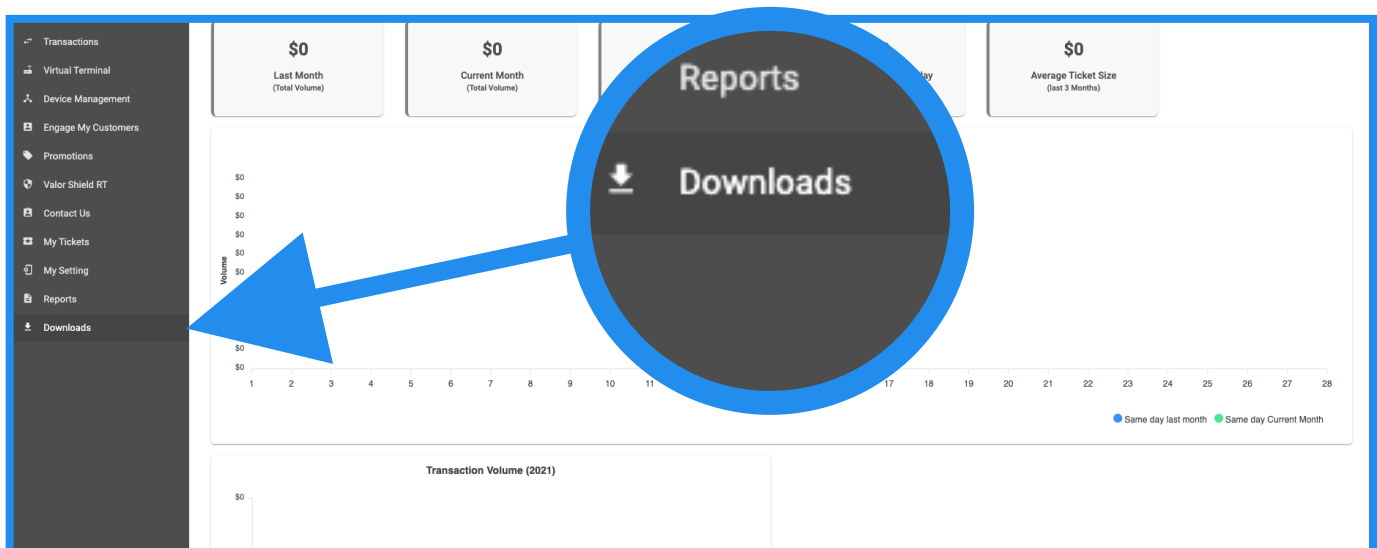 Transactions
Virtual Terminal
Device Management
Engage My Customers
Promotions
Valor Shield RT
Contact Us
My Tickets
My Setting
Reports
Downloads
$0
Last Month
(Total Volume)
$0
Current Month
(Total Volume)
$0
Average Ticket Size
(last 3 Months)
Reports
Downloads
Volume
$0
$0
$0
$0
$0
$0
$0
$0
1 2 3 4 5 6 7 8 9 10 11 17 18 19 20 21 22 23 24 25 26 27 28
Same day last month Same day Current Month
Transaction Volume (2021)
$0